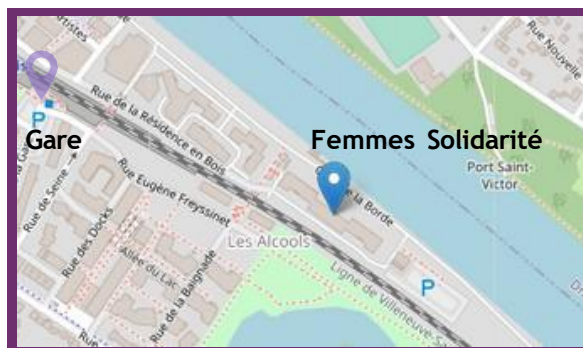 Artistes
Rue Nouvelle
Rue de la Résidence en Bois
P
Gare
Femmes Solidarité
Port Saint-
Victor
de la Borde
Rue de Seine
Rue Eugène Freyssinet
Rue des Docks
Les Alcools
Allée du Lac
Rue de la Baignade
Ligne de Villeneuve-Sa
P